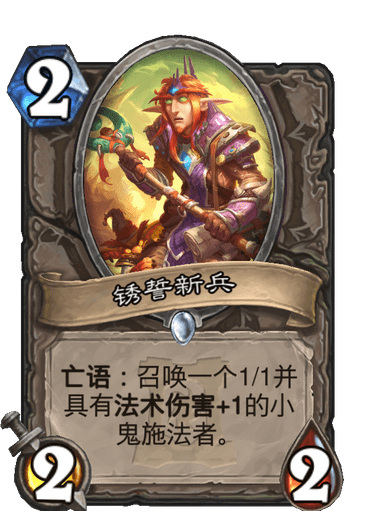 2
锈誓新兵
亡语：召唤一个1/1并
具有法术伤害+1的小
鬼施法者。
2
2